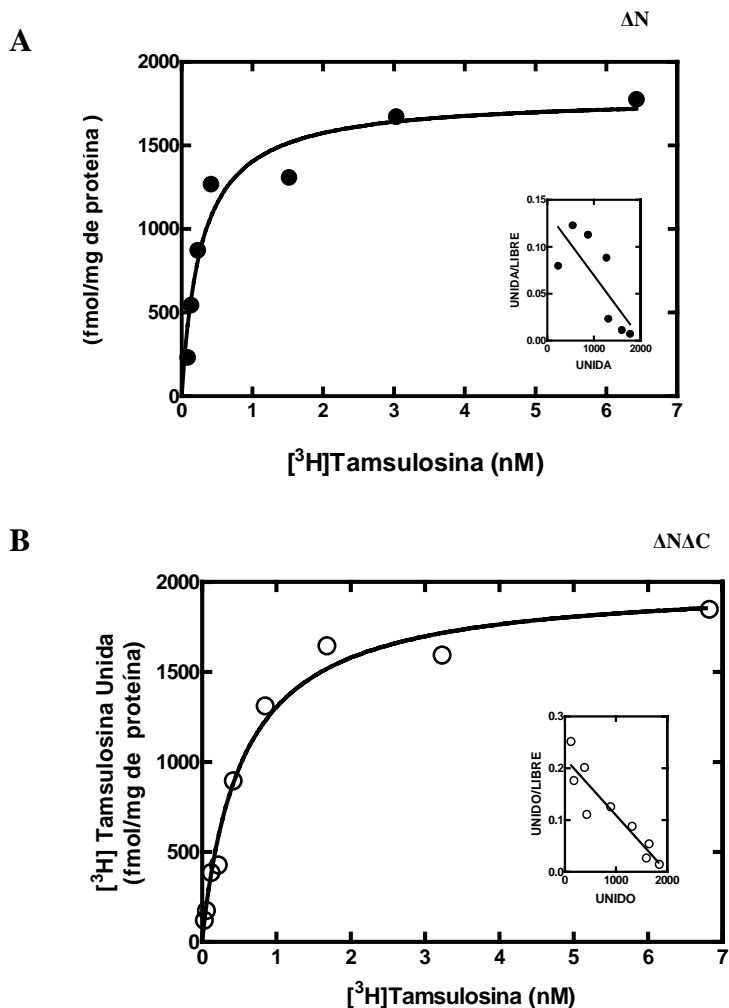 ΔN
A
(fmol/mg de proteína )
2000
1500
1000
500
0
0 1 2 3 4 5 6 7
[³H]Tamsulosina (nM)
UNIDA/LIBRE
0.15
0.10
0.05
0.00
0 1000 2000
UNIDA
B
ΔNΔC
[³H] Tamsulosina Unida
(fmol/mg de proteína)
2000
1500
1000
500
0
0 1 2 3 4 5 6 7
[³H]Tamsulosina (nM)
UNIDO/LIBRE
0.3
0.2
0.1
0.0
0 1000 2000
UNIDO